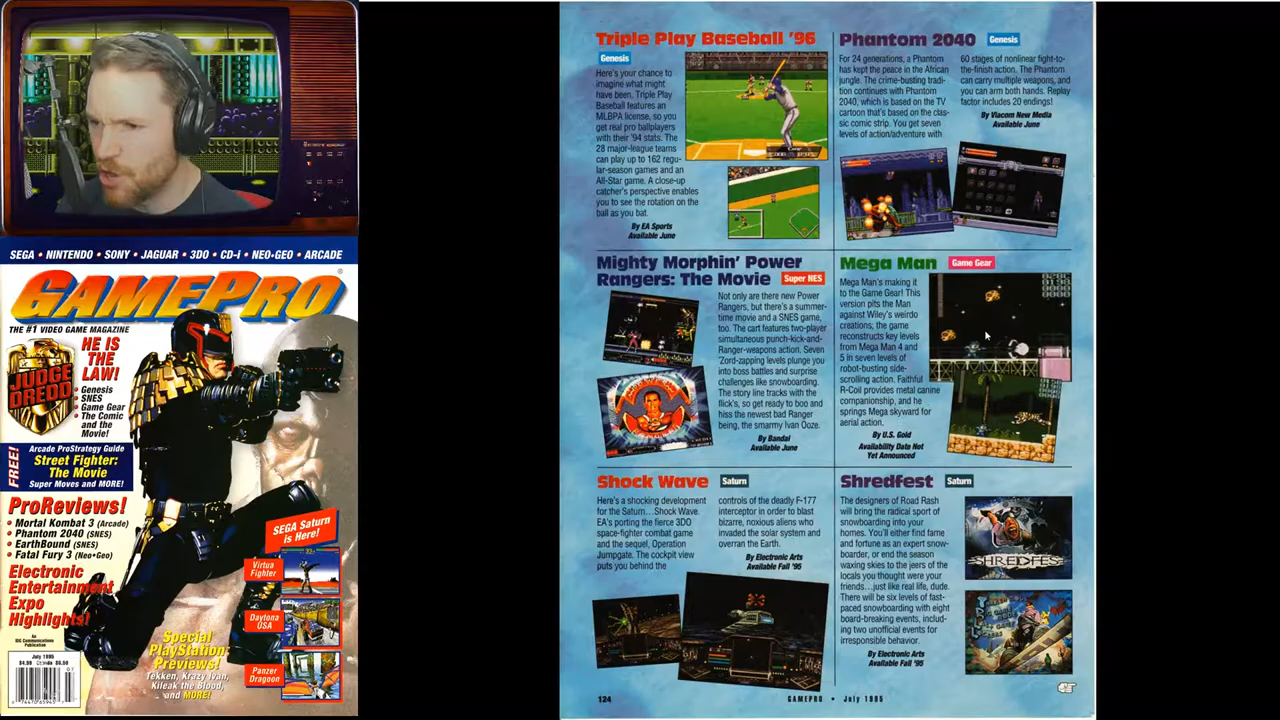 SEGA • NINTENDO • SONY • JAGUAR • 3DO • CD-i • NEO•GEO • ARCADE
GAMEPRO
THE #1 VIDEO GAME MAGAZINE
JUDGE
DREDD
HE IS
THE
LAW!
• Genesis
• SNES
• Game Gear
• The Comic
and the
Movie!
FREE!
Arcade ProStrategy Guide
Street Fighter:
The Movie
Super Moves and MORE!
ProReviews!
• Mortal Kombat 3 (Arcade)
• Phantom 2040 (SNES)
• EarthBound (SNES)
• Fatal Fury 3 (Neo•Geo)
Electronic
Entertainment
Expo
Highlights!
An
IDG Communications
Publication
July 1995
SEGA Saturn
is Here!
Virtua
Fighter
Daytona
USA
Panzer
Dragoon
Special
PlayStation
Previews!
Tekken, Krazy Ivan,
Kileak the Blood,
and MORE!
Triple Play Baseball '96
Genesis
Here's your chance to
imagine what might
have been. Triple Play
Baseball features an
MLBPA license, so you
get real pro ballplayers
with their '94 stats. The
28 major-league teams
can play up to 162 regu-
lar-season games and an
All-Star game. A close-up
catcher's perspective enables
you to see the rotation on the
ball as you bat.
By EA Sports
Available June
Phantom 2040
Genesis
For 24 generations, a Phantom
has kept the peace in the African
jungle. The crime-busting tradi-
tion continues with Phantom
2040, which is based on the TV
cartoon that's based on the clas-
sic comic strip. You get seven
levels of action/adventure with
60 stages of nonlinear fight-to-
the-finish action. The Phantom
can carry multiple weapons, and
you can arm both hands. Replay
factor includes 20 endings!
By Viacom New Media
Available June
Mighty Morphin' Power
Rangers: The Movie
Super NES
Not only are there new Power
Rangers, but there's a summer-
time movie and a SNES game,
too. The cart features two-player
simultaneous punch-kick-and-
Ranger-weapons action. Seven
'Zord-zapping levels plunge you
into boss battles and surprise
challenges like snowboarding.
The story line tracks with the
flick's, so get ready to boo and
hiss the newest bad Ranger
being, the smarmy Ivan Ooze.
By Bandai
Available June
Mega Man
Game Gear
Mega Man's making it
to the Game Gear! This
version pits the Man
against Wiley's weirdo
creations; the game
reconstructs key levels
from Mega Man 4 and
5 in seven levels of
robot-busting side-
scrolling action. Faithful
R-Coil provides metal canine
companionship, and he
springs Mega skyward for
aerial action.
By U.S. Gold
Availability Date Not
Yet Announced
Shock Wave
Saturn
Here's a shocking development
for the Saturn...Shock Wave.
EA's porting the fierce 3DO
space-fighter combat game
and the sequel, Operation
Jumpgate. The cockpit view
puts you behind the
controls of the deadly F-177
interceptor in order to blast
bizarre, noxious aliens who
invaded the solar system and
overran the Earth.
By Electronic Arts
Available Fall '95
Shredfest
Saturn
The designers of Road Rash
will bring the radical sport of
snowboarding into your
homes. You'll either find fame
and fortune as an expert snow-
boarder, or end the season
waxing skies to the jeers of the
locals you thought were your
friends...just like real life, dude.
There will be six levels of fast-
paced snowboarding with eight
board-breaking events, includ-
ing two unofficial events for
irresponsible behavior.
By Electronic Arts
Available Fall '95
SHREDFEST
124
GAMEPRO • July 1995